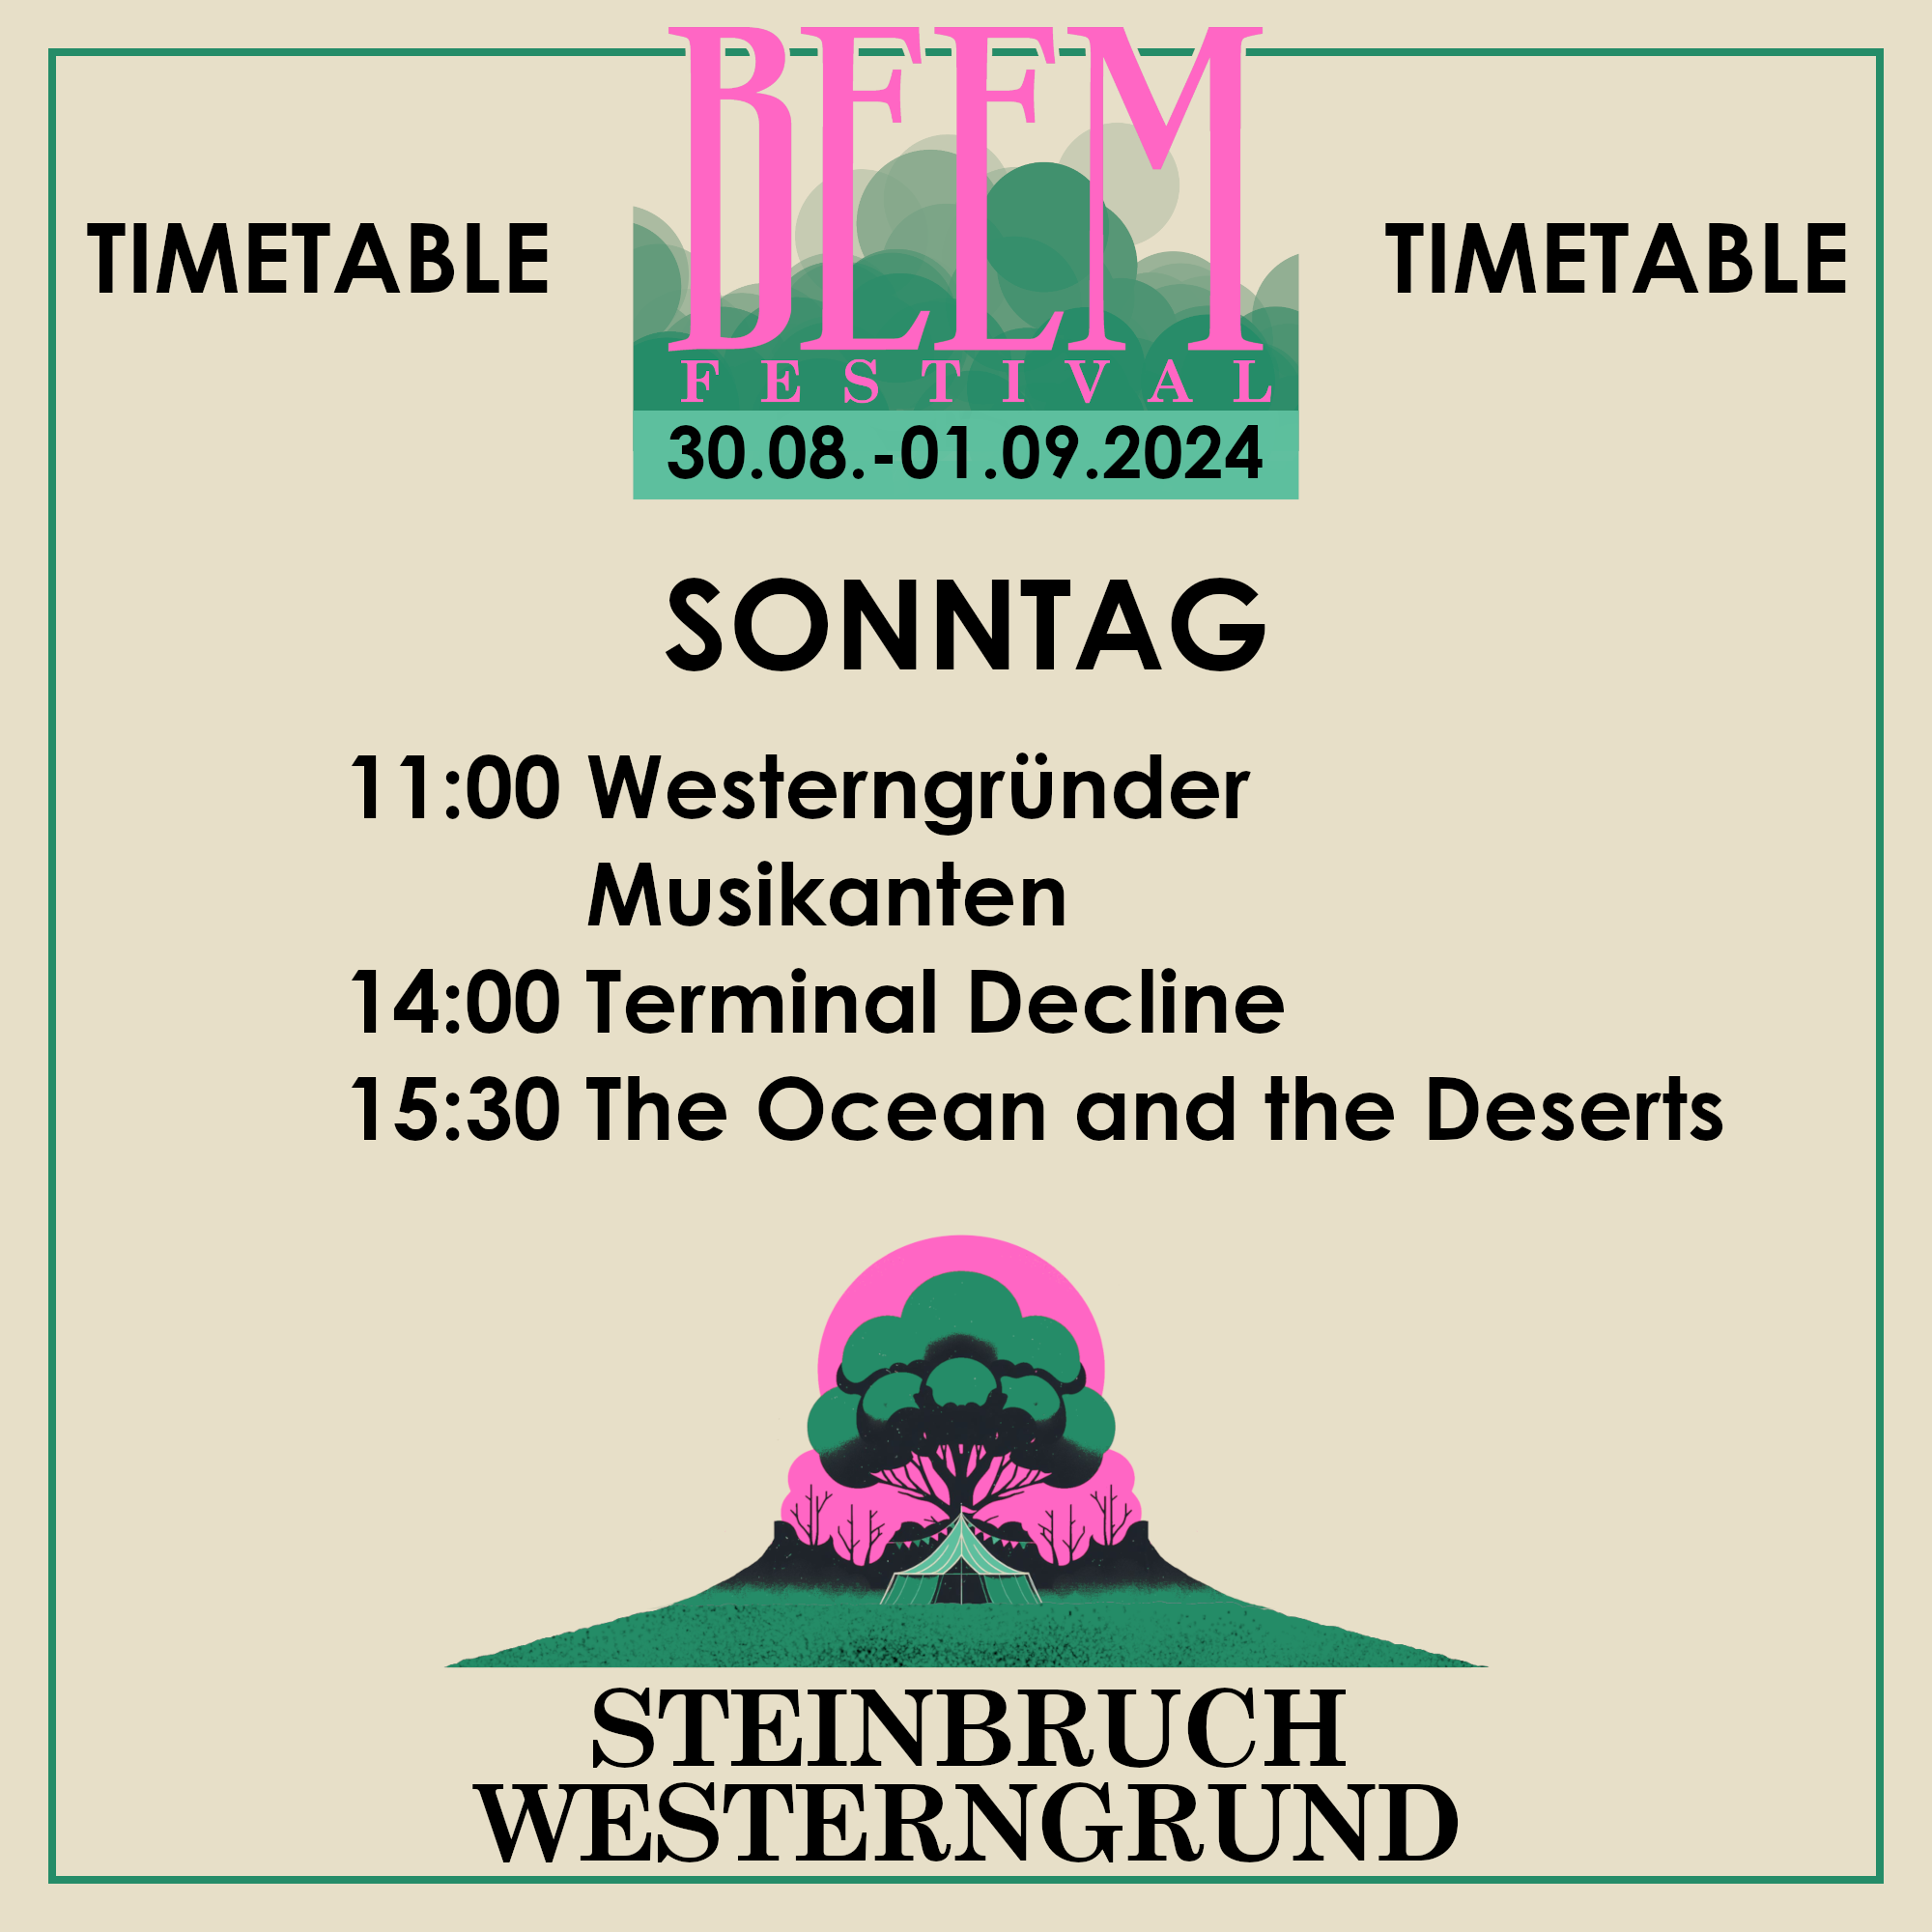 BEEM
TIMETABLE
TIMETABLE
FESTIVAL
30.08.-01.09.2024
SONNTAG
11:00 Westerngründer
Musikanten
14:00 Terminal Decline
15:30 The Ocean and the Deserts
STEINBRUCH
WESTERNGRUND